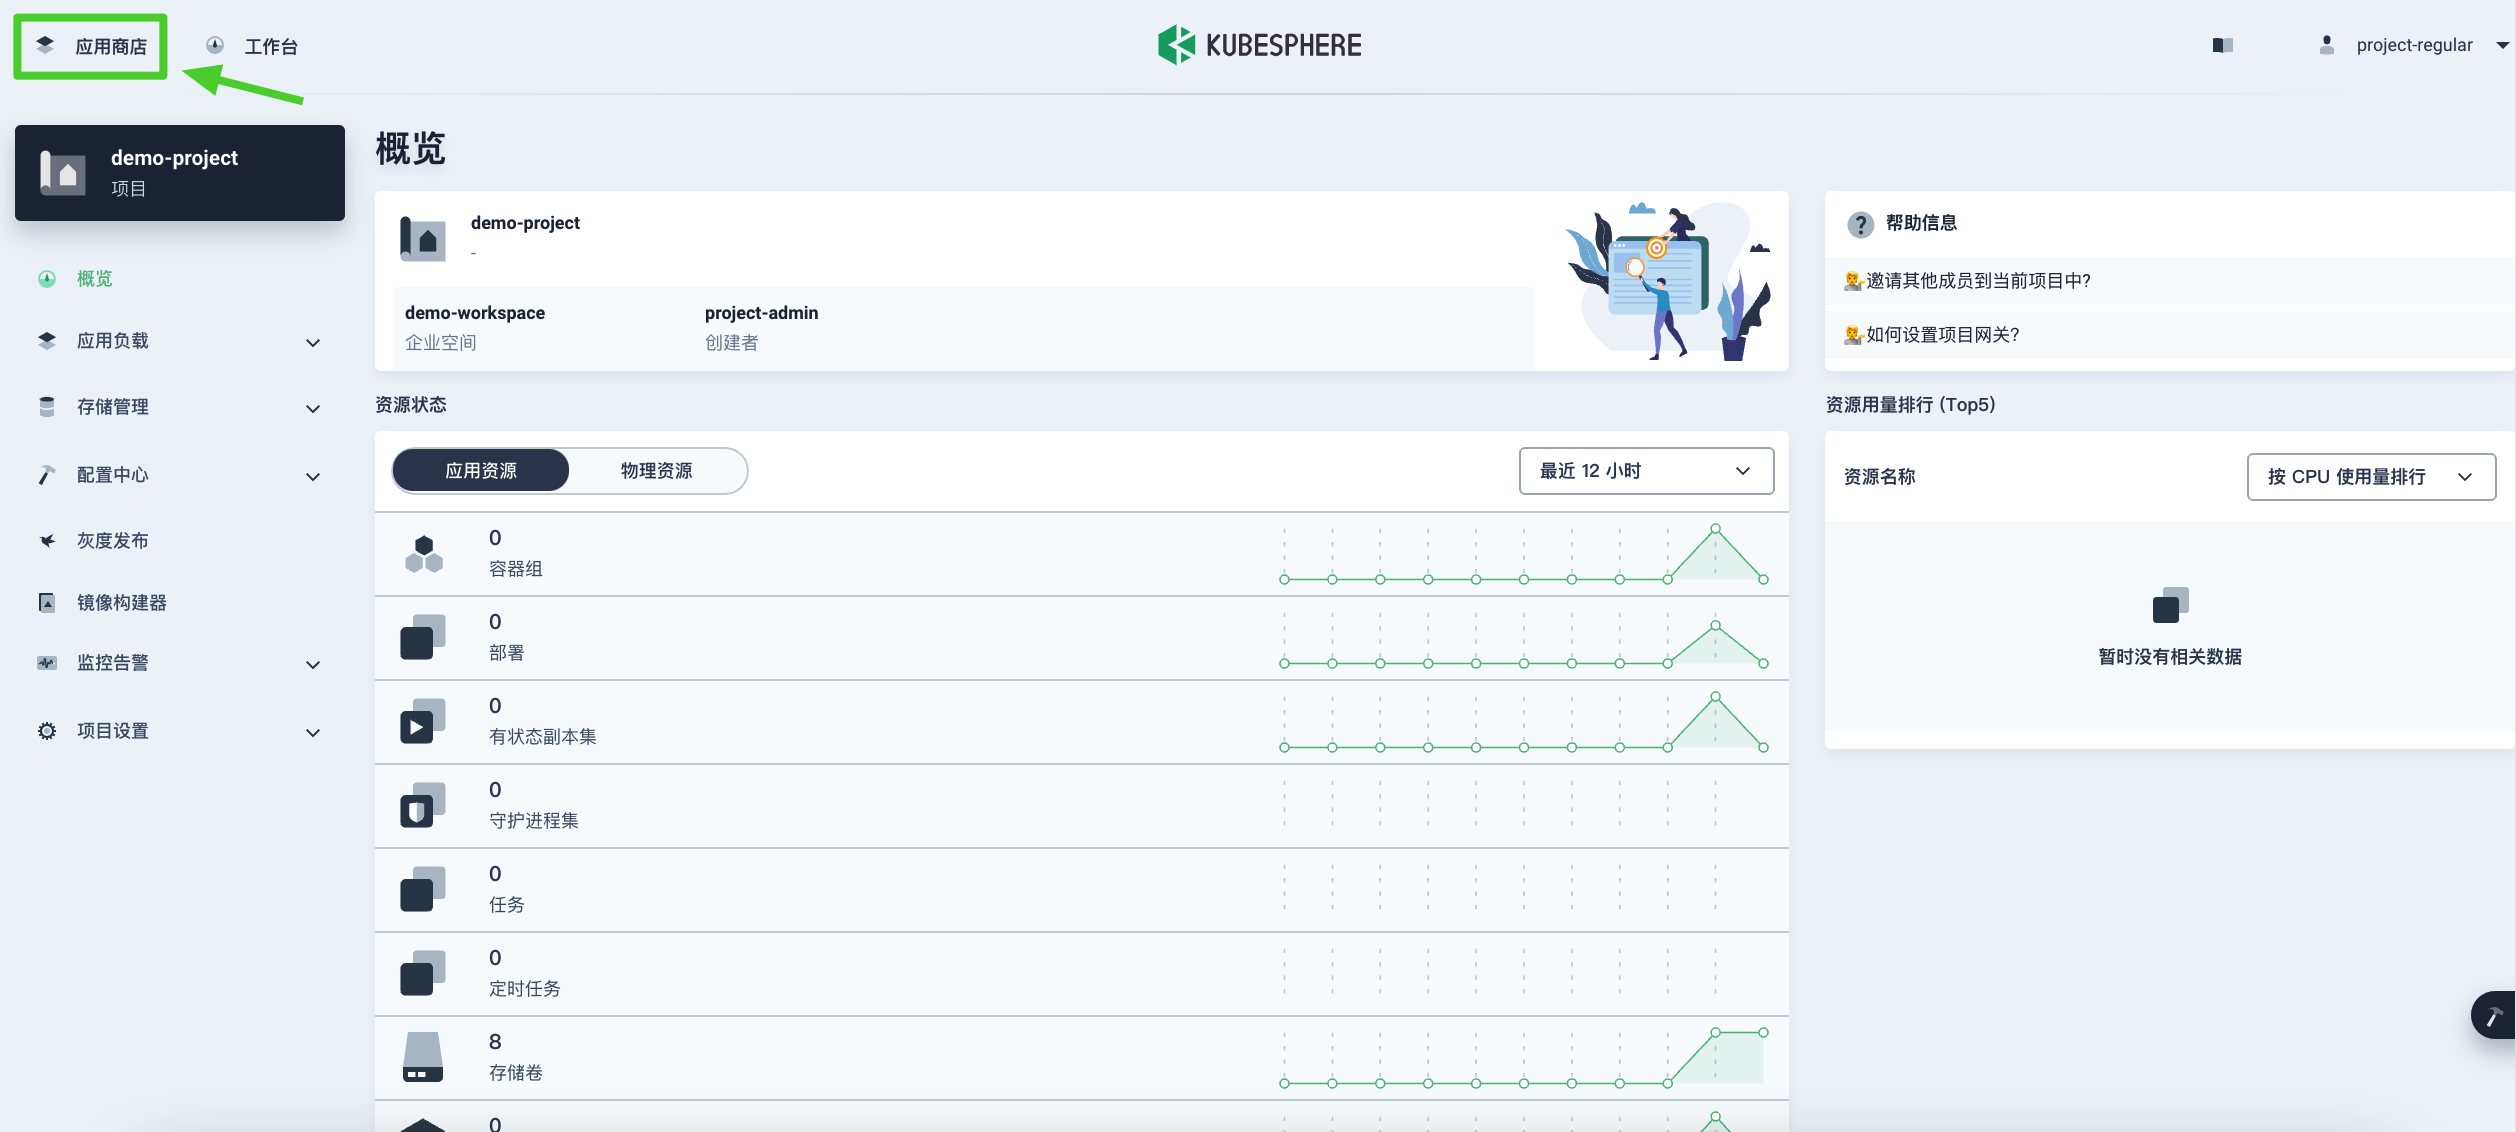 应用商店
工作台
KUBESPHERE
project-regular
demo-project
项目
概览
应用负载
存储管理
配置中心
灰度发布
镜像构建器
监控告警
项目设置
概览
demo-project
-
demo-workspace
企业空间
project-admin
创建者
帮助信息
邀请其他成员到当前项目中?
如何设置项目网关?
资源状态
应用资源
物理资源
最近 12 小时
0
容器组
0
部署
0
有状态副本集
0
守护进程集
0
任务
0
定时任务
8
存储卷
0
资源用量排行 (Top5)
资源名称
按 CPU 使用量排行
暂时没有相关数据